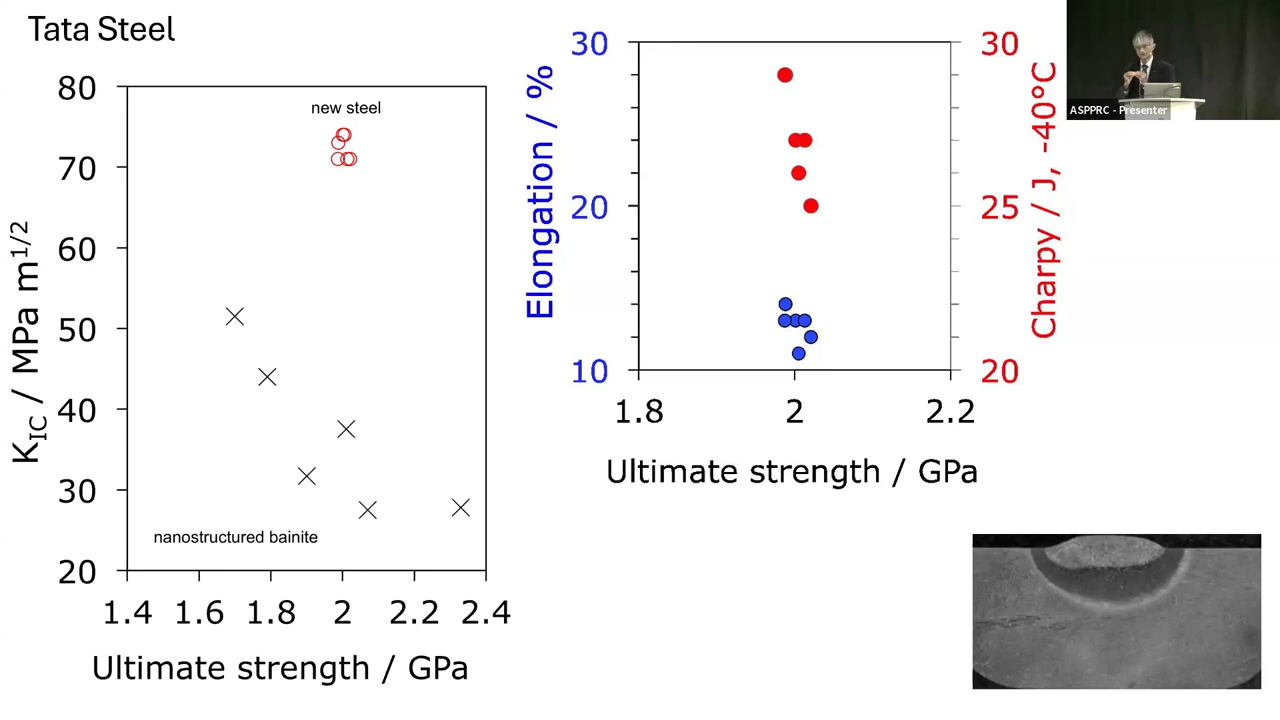 Tata Steel
80
70
60
50
40
30
20
K_IC / MPa m^1/2
new steel
nanostructured bainite
1.4 1.6 1.8 2 2.2 2.4
Ultimate strength / GPa
30
20
10
Elongation / %
30
25
20
Charpy / J, -40°C
1.8 2 2.2
Ultimate strength / GPa
ASPPRC - Presenter